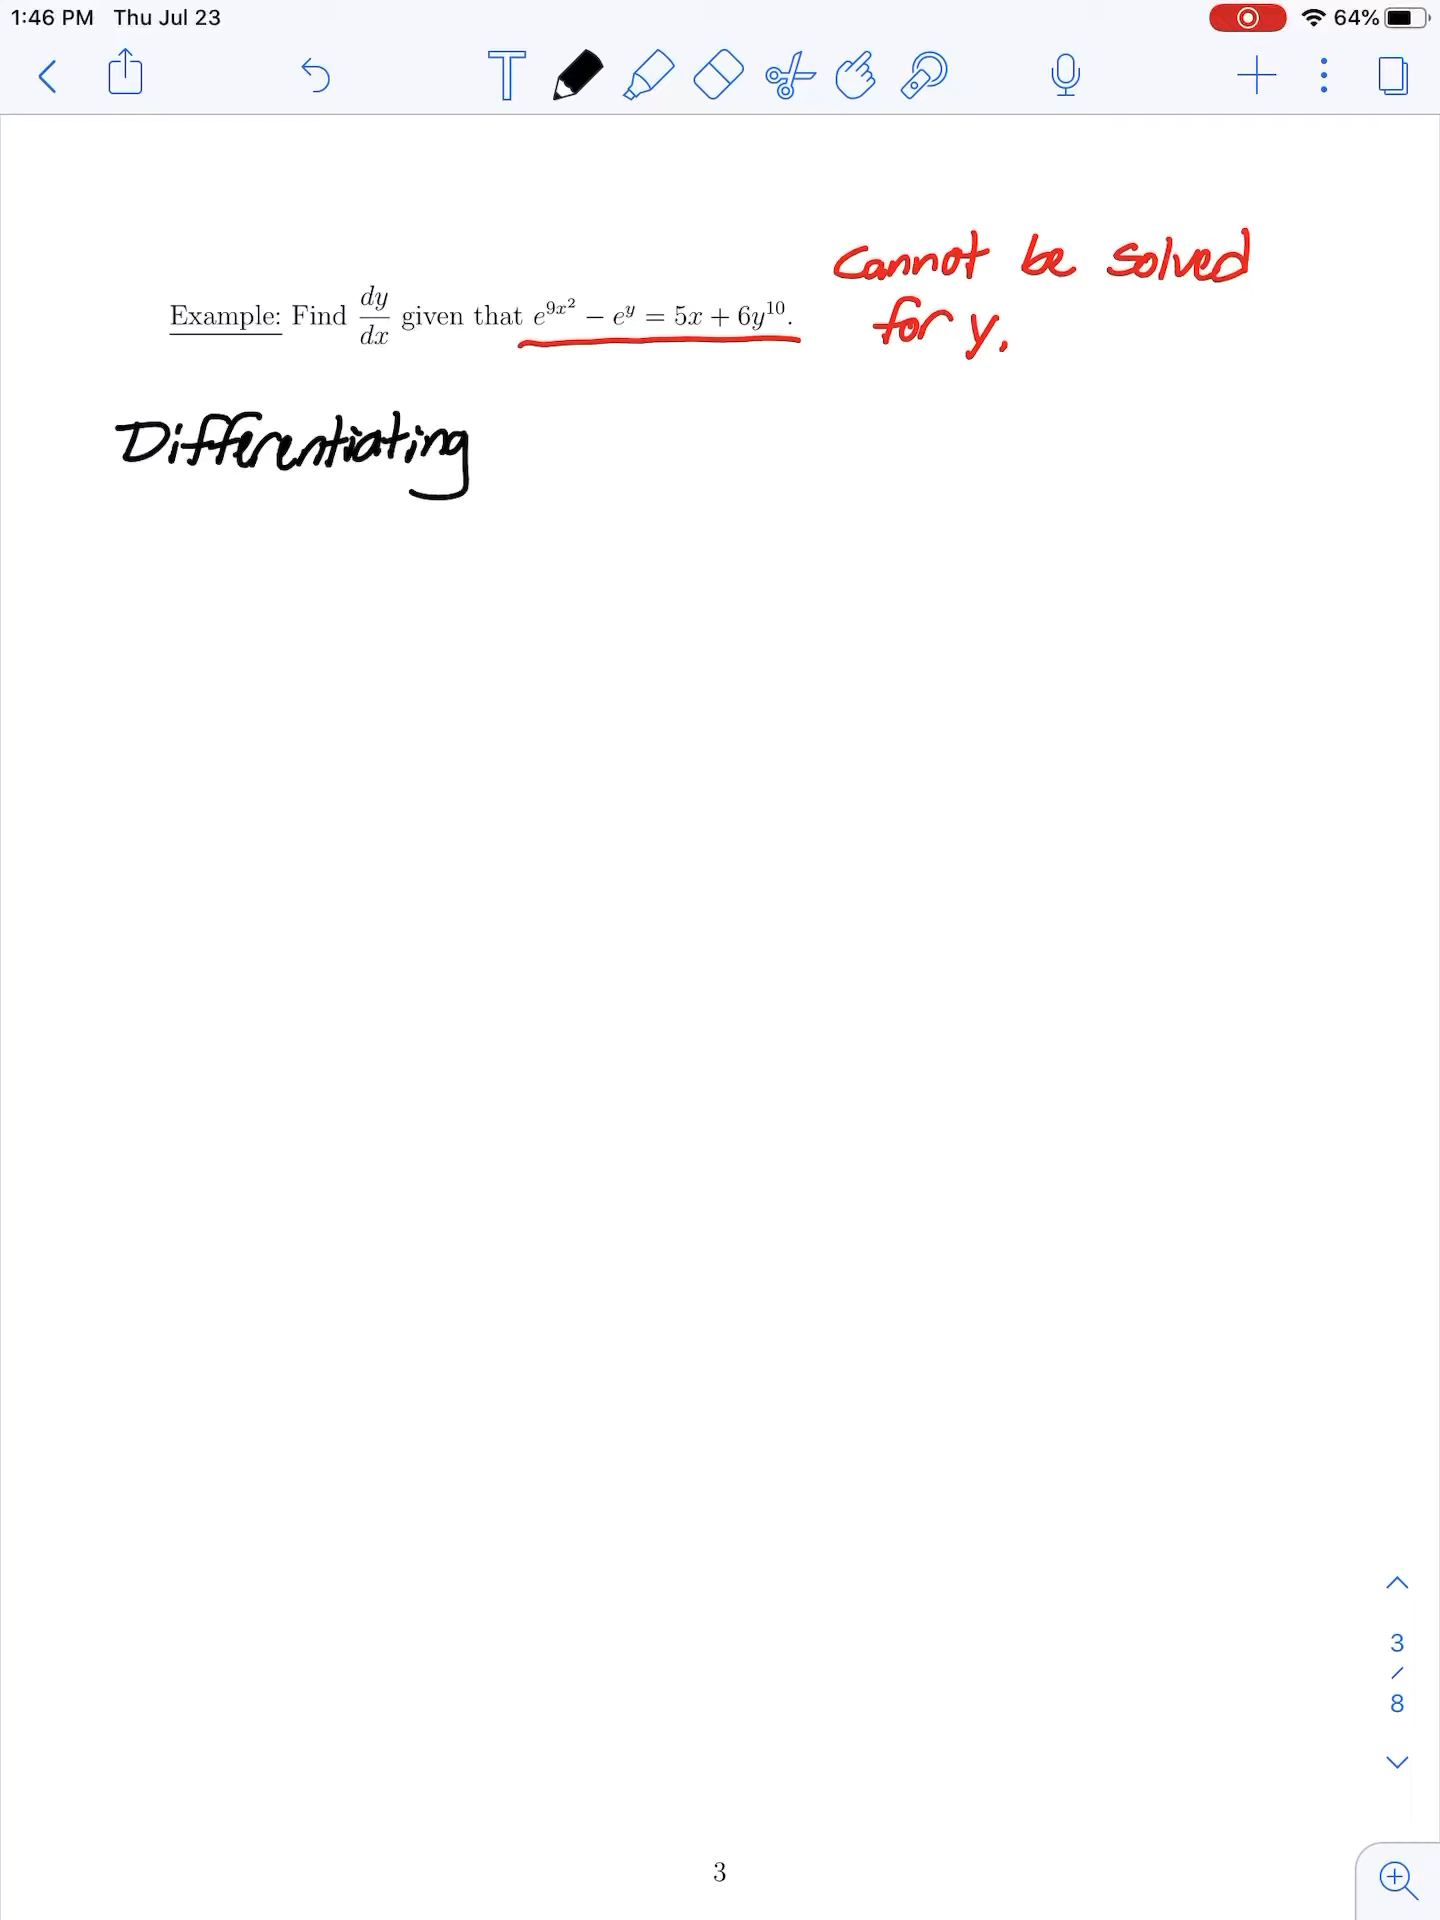 1:46 PM Thu Jul 23 64%
Cannot be solved
for y.
Example: Find dy/dx given that e^{9x^2} − e^y = 5x + 6y^{10}.
Differentiating
3
/
8
3